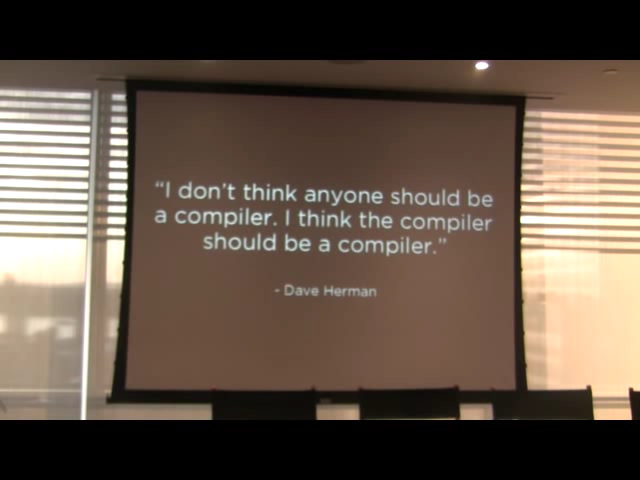 “I don’t think anyone should be
a compiler. I think the compiler
should be a compiler.”
- Dave Herman